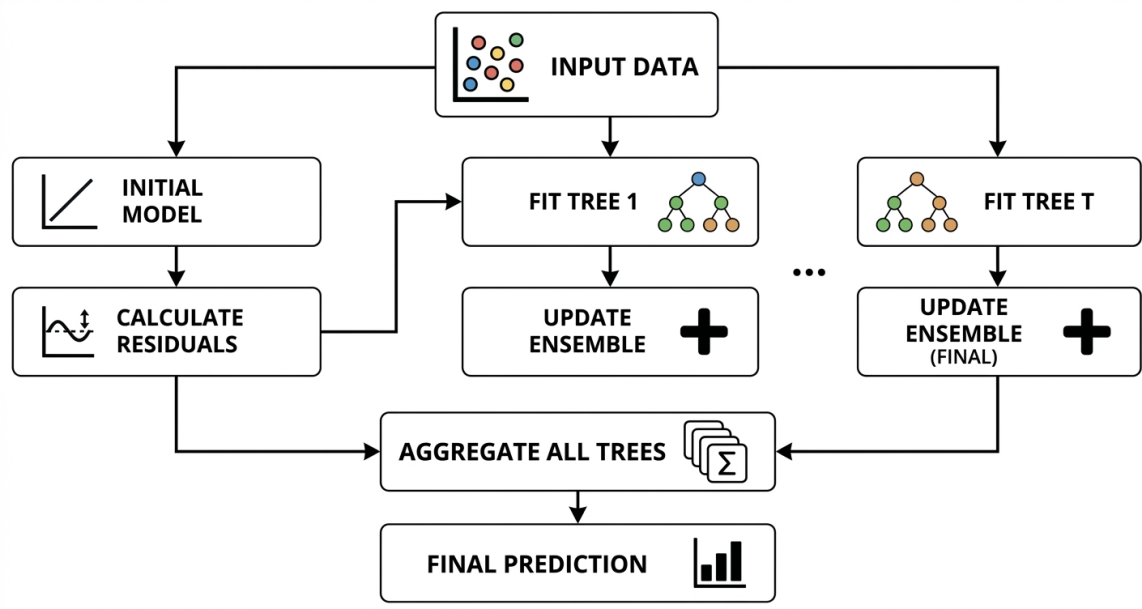 INPUT DATA
INITIAL
MODEL
FIT TREE 1
FIT TREE T
...
CALCULATE
RESIDUALS
UPDATE
ENSEMBLE
UPDATE
ENSEMBLE
(FINAL)
AGGREGATE ALL TREES
Σ
FINAL PREDICTION